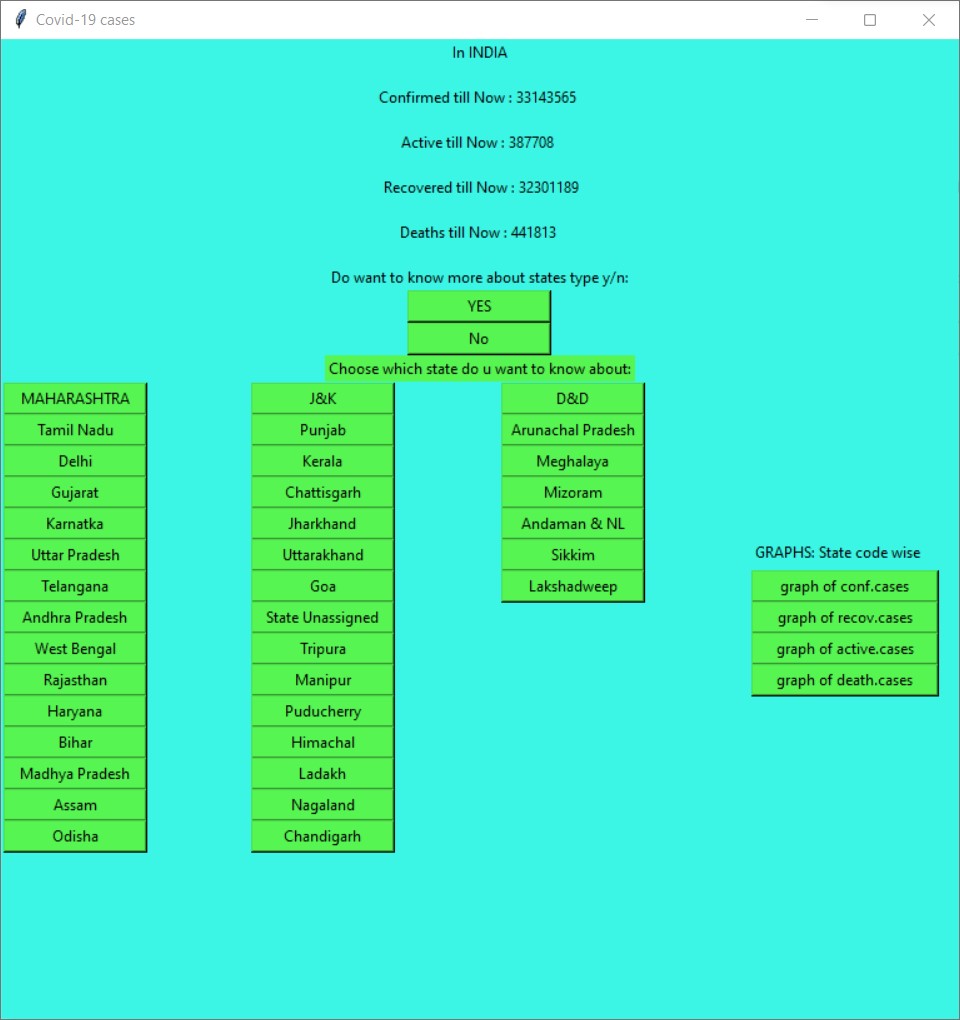 Covid-19 cases
In INDIA
Confirmed till Now : 33143565
Active till Now : 387708
Recovered till Now : 32301189
Deaths till Now : 441813
Do want to know more about states type y/n:
YES
No
Choose which state do u want to know about:
MAHARASHTRA
Tamil Nadu
Delhi
Gujarat
Karnatka
Uttar Pradesh
Telangana
Andhra Pradesh
West Bengal
Rajasthan
Haryana
Bihar
Madhya Pradesh
Assam
Odisha
J&K
Punjab
Kerala
Chattisgarh
Jharkhand
Uttarakhand
Goa
State Unassigned
Tripura
Manipur
Puducherry
Himachal
Ladakh
Nagaland
Chandigarh
D&D
Arunachal Pradesh
Meghalaya
Mizoram
Andaman & NL
Sikkim
Lakshadweep
GRAPHS: State code wise
graph of conf.cases
graph of recov.cases
graph of active.cases
graph of death.cases